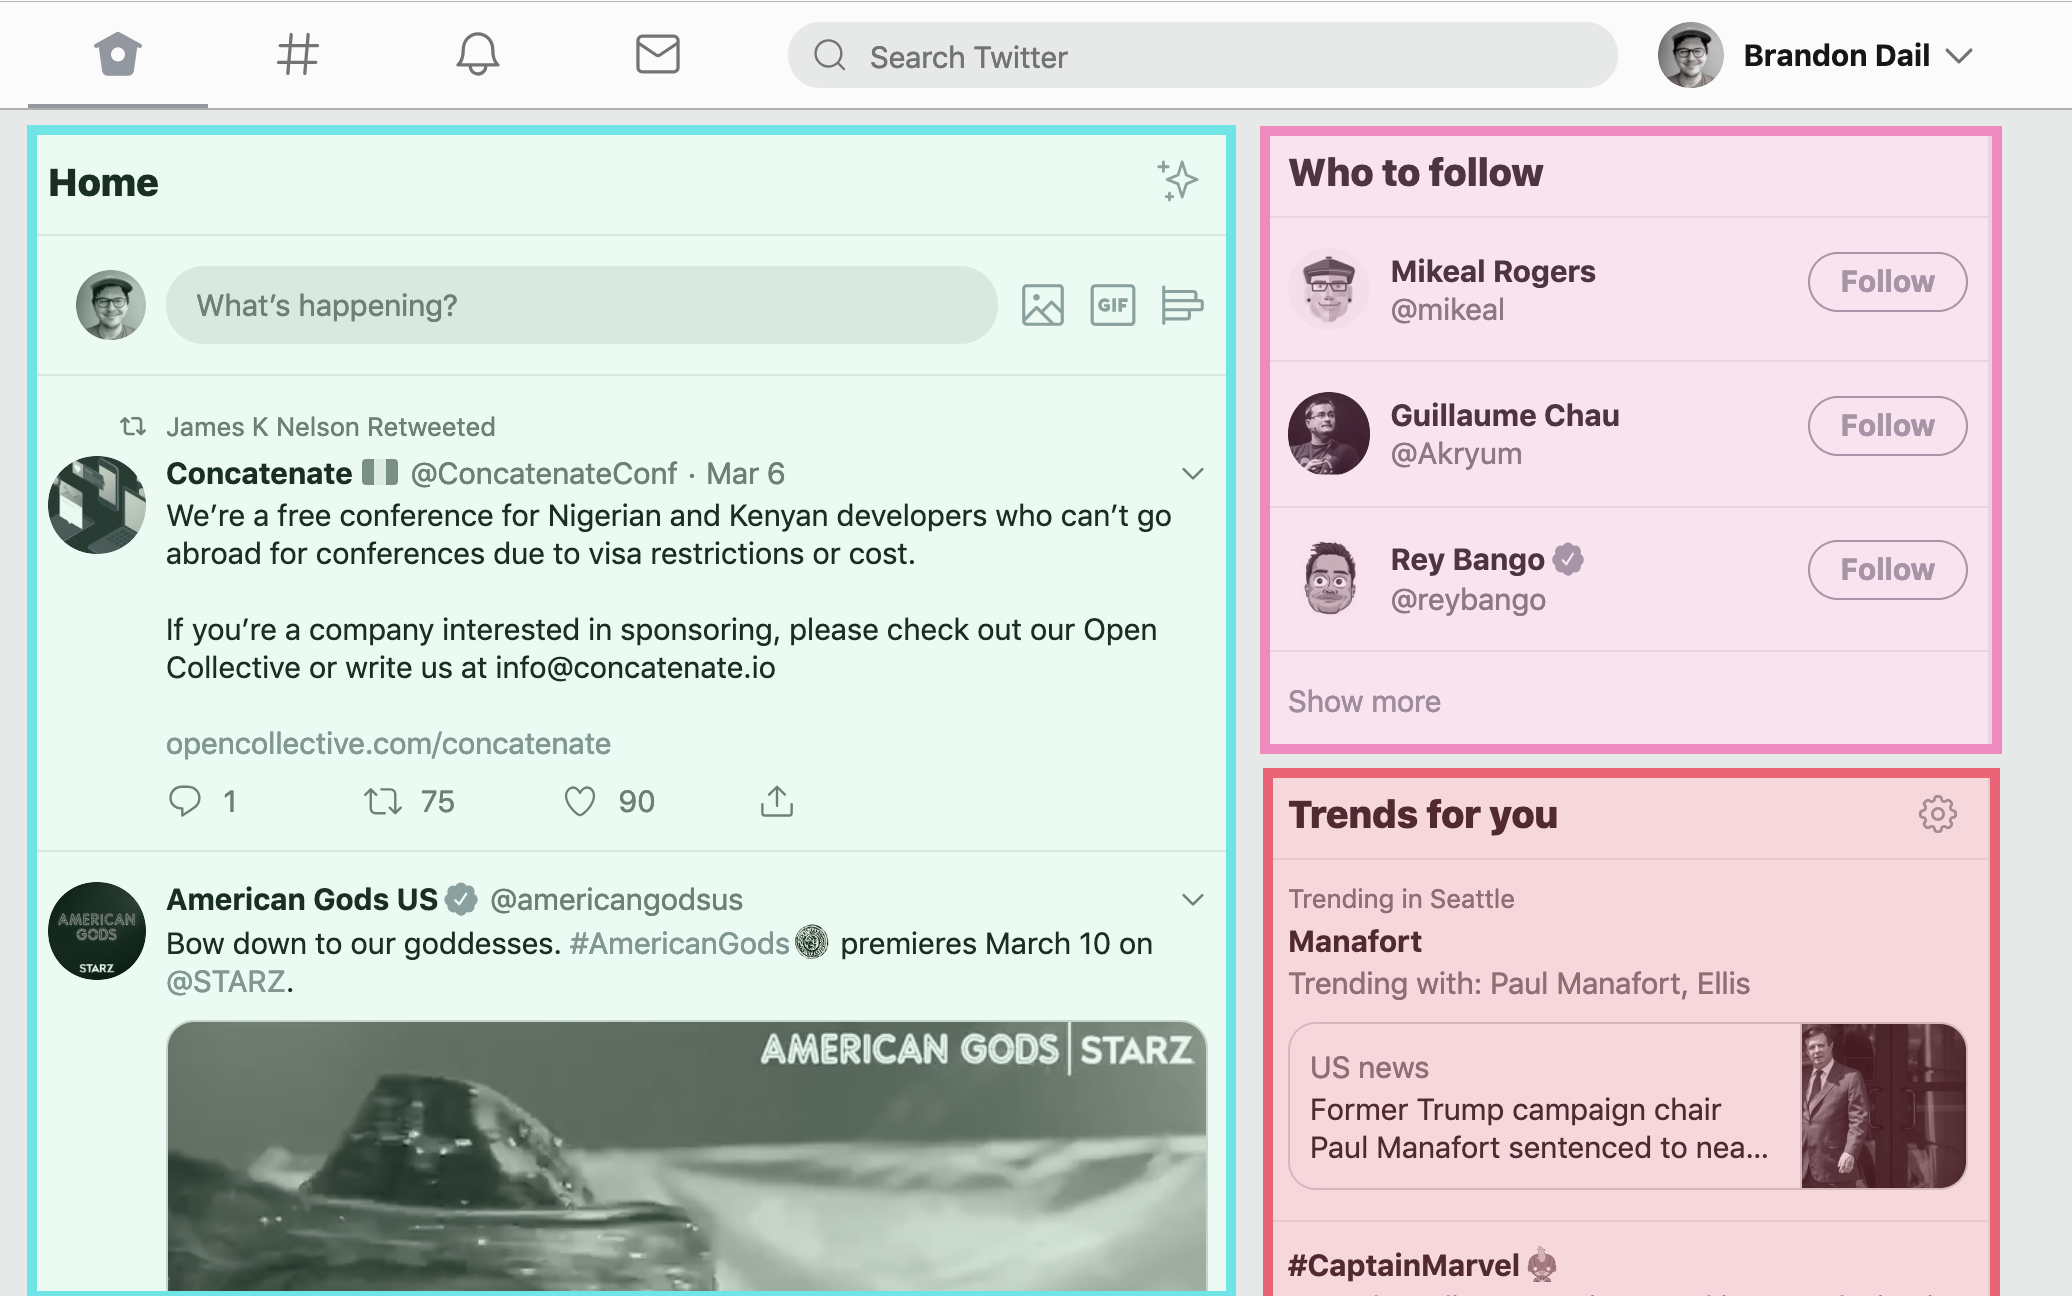 Search Twitter
Brandon Dail
Home
What's happening?
GIF
James K Nelson Retweeted
Concatenate @ConcatenateConf · Mar 6
We're a free conference for Nigerian and Kenyan developers who can't go
abroad for conferences due to visa restrictions or cost.
If you're a company interested in sponsoring, please check out our Open
Collective or write us at info@concatenate.io
opencollective.com/concatenate
1 75 90
AMERICAN
GODS
STARZ
American Gods US @americangodsus
Bow down to our goddesses. #AmericanGods premieres March 10 on
@STARZ.
AMERICAN GODS | STARZ
Who to follow
Mikeal Rogers
@mikeal
Follow
Guillaume Chau
@Akryum
Follow
Rey Bango
@reybango
Follow
Show more
Trends for you
Trending in Seattle
Manafort
Trending with: Paul Manafort, Ellis
US news
Former Trump campaign chair
Paul Manafort sentenced to nea...
#CaptainMarvel